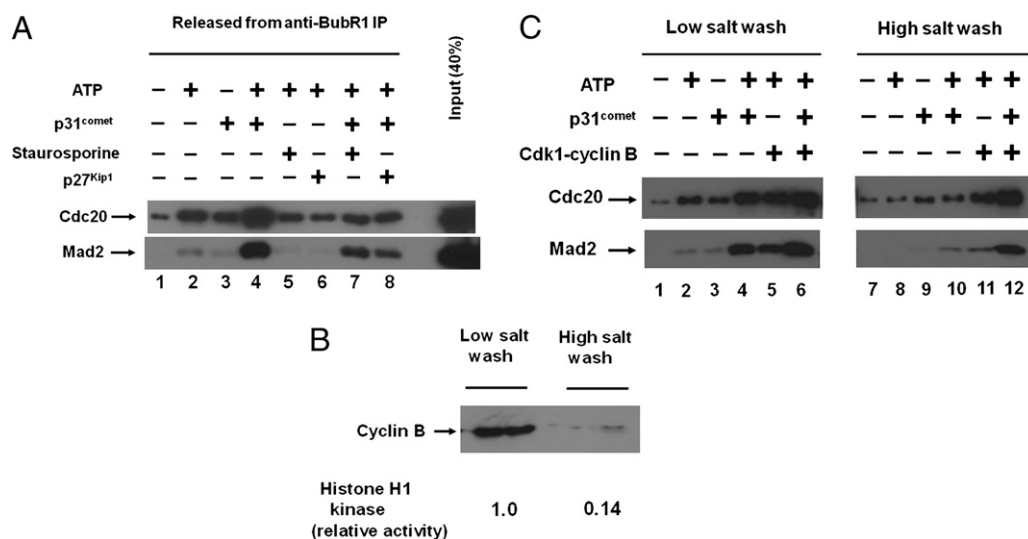 A
Released from anti-BubR1 IP
Input (40%)
ATP − + − + + + + +
p31comet − − + + − − + +
Staurosporine − − − − + − + −
p27Kip1 − − − − − + − +
Cdc20
Mad2
1 2 3 4 5 6 7 8
C
Low salt wash
High salt wash
ATP − + − + + + − + − + + +
p31comet − − + + − + − − + + − +
Cdk1-cyclin B − − − − + + − − − − + +
Cdc20
Mad2
1 2 3 4 5 6 7 8 9 10 11 12
B
Low salt wash
High salt wash
Cyclin B
Histone H1
kinase
(relative activity)
1.0 0.14